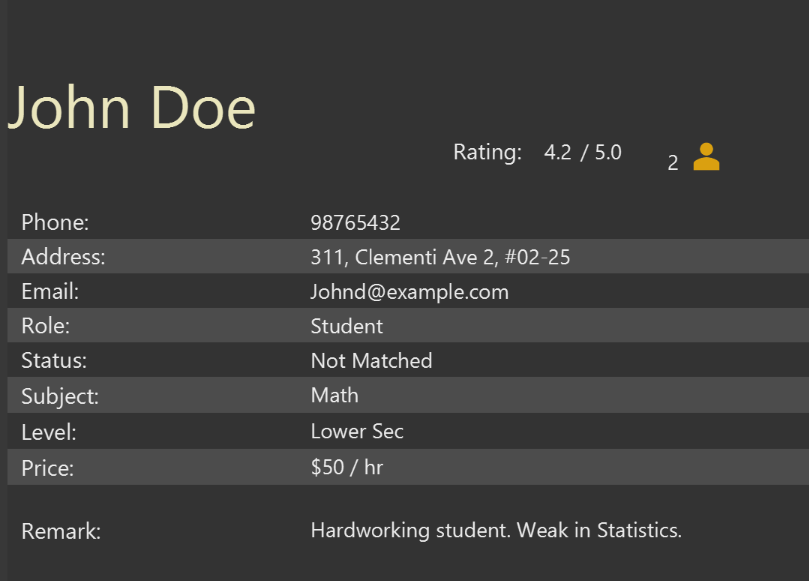 John Doe
Rating: 4.2 / 5.0 2
Phone: 98765432
Address: 311, Clementi Ave 2, #02-25
Email: Johnd@example.com
Role: Student
Status: Not Matched
Subject: Math
Level: Lower Sec
Price: $50 / hr
Remark: Hardworking student. Weak in Statistics.